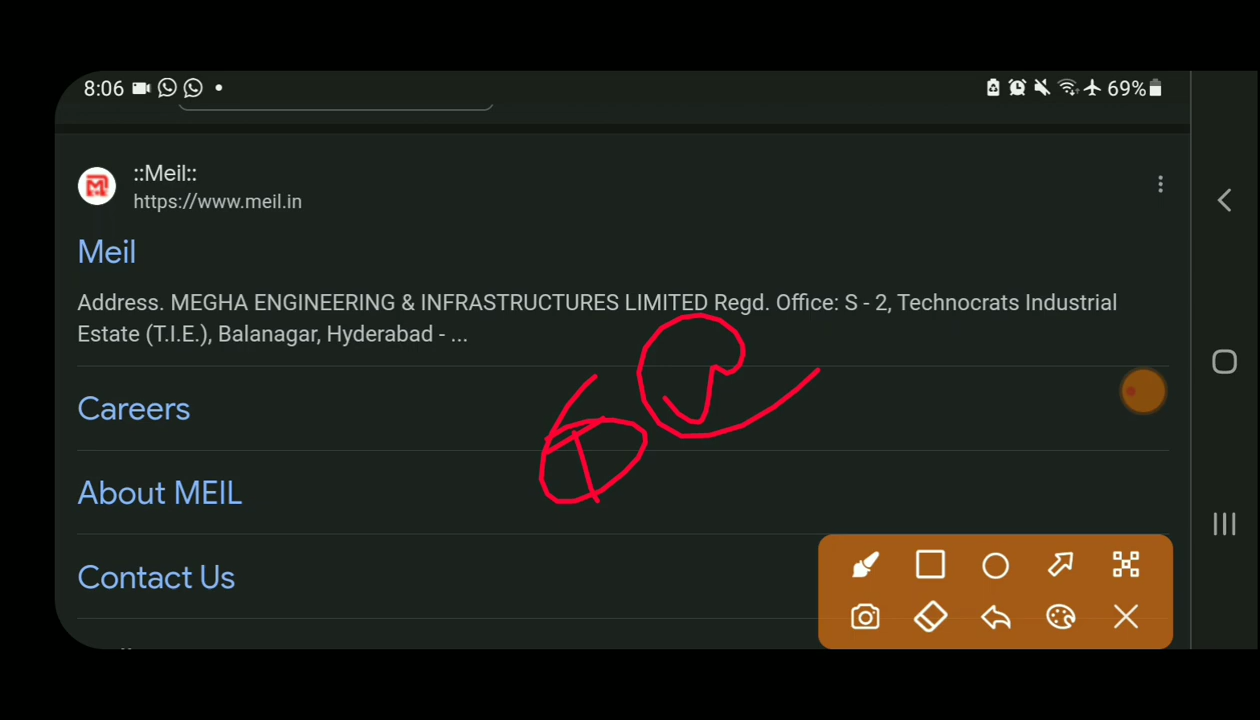 8:06
69%
::Meil::
https://www.meil.in
Meil
Address. MEGHA ENGINEERING & INFRASTRUCTURES LIMITED Regd. Office: S - 2, Technocrats Industrial
Estate (T.I.E.), Balanagar, Hyderabad - ...
Careers
About MEIL
Contact Us